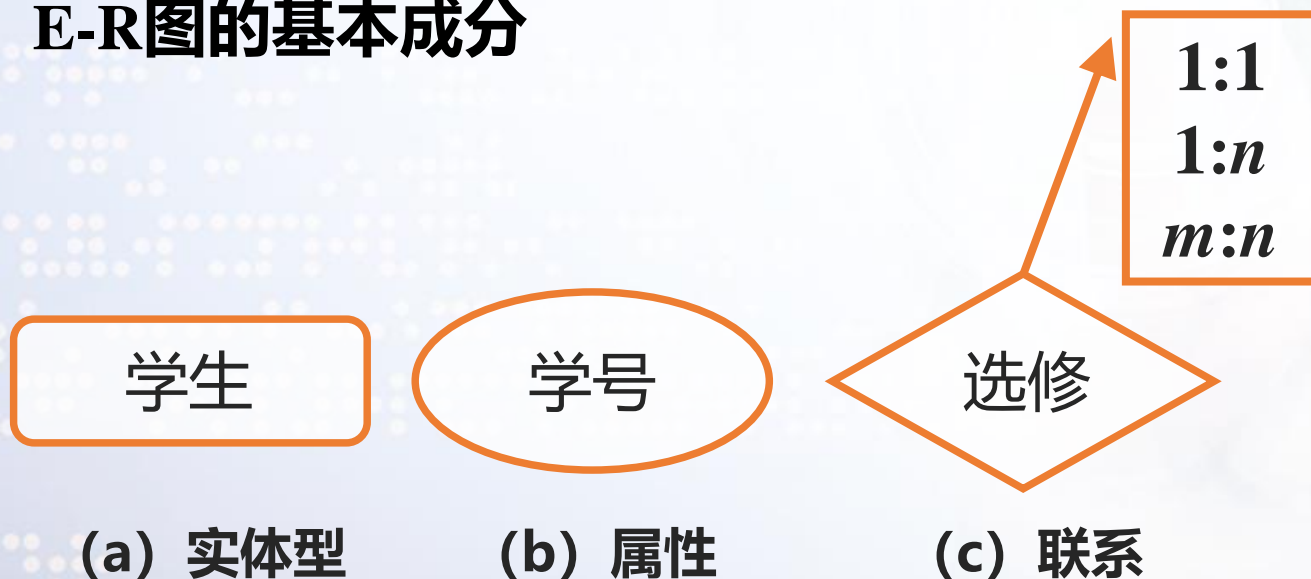 E-R图的基本成分
1:1
1:n
m:n
学生
学号
选修
（a）实体型
（b）属性
（c）联系